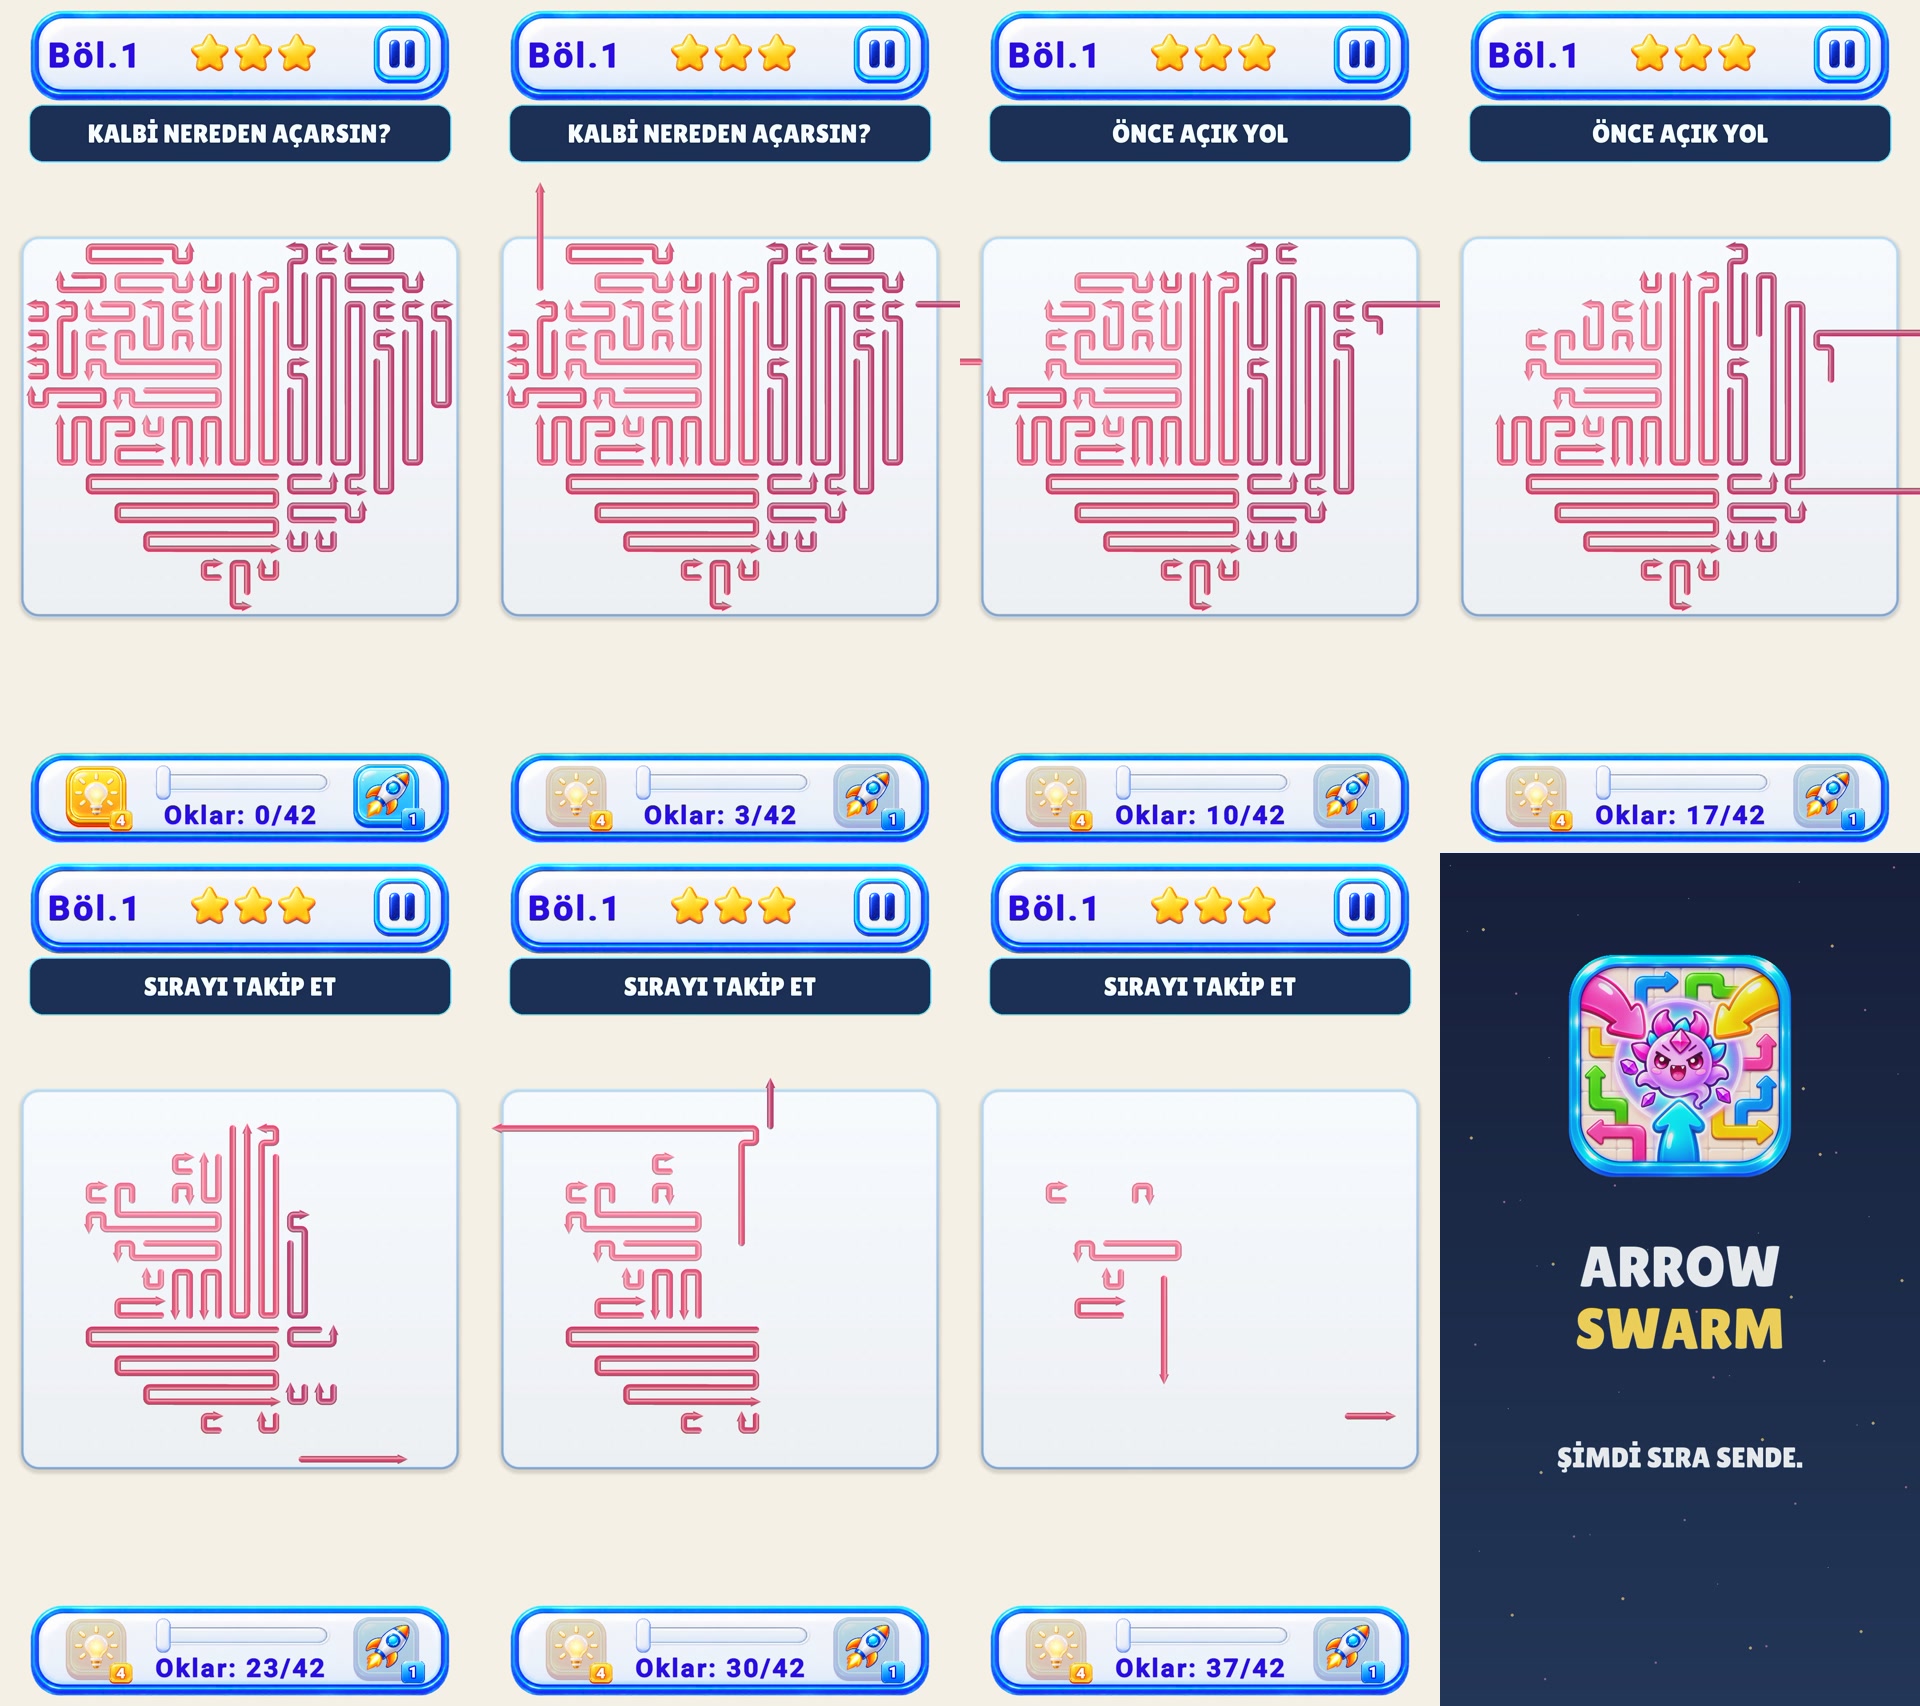 Böl.1
KALBİ NEREDEN AÇARSIN?
4
Oklar: 0/42
1
Böl.1
KALBİ NEREDEN AÇARSIN?
4
Oklar: 3/42
1
Böl.1
ÖNCE AÇIK YOL
4
Oklar: 10/42
1
Böl.1
ÖNCE AÇIK YOL
4
Oklar: 17/42
1
Böl.1
SIRAYI TAKİP ET
4
Oklar: 23/42
1
Böl.1
SIRAYI TAKİP ET
4
Oklar: 30/42
1
Böl.1
SIRAYI TAKİP ET
4
Oklar: 37/42
1
ARROW
SWARM
ŞİMDİ SIRA SENDE.